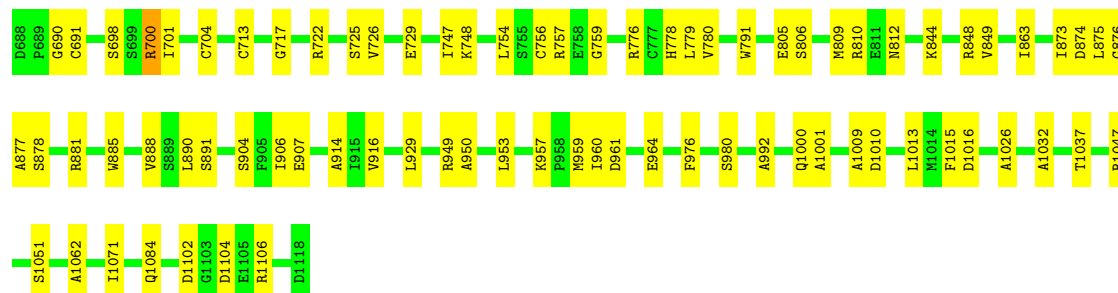 D688 P689 G690 C691 S698 S699 R700 I701 C704 C713 G717 R722 S725 V726 E729 I747 K748 L754 S755 C756 R757 E758 G759 R776 C777 H778 L779 V780 W791 E805 S806 M809 R810 E811 N812 K844 R848 V849 I863 I873 D874 L875
A877 S878 R881 W885 V888 S889 L890 S891 S904 F905 I906 E907 A914 I915 V916 L929 R949 A950 L953 K957 P958 M959 I960 D961 E964 F976 S980 A992 Q1000 A1001 A1009 D1010 L1013 M1014 F1015 D1016 A1026 A1032 T1037
S1051 A1062 I1071 Q1084 D1102 G1103 D1104 E1105 R1106 D1118